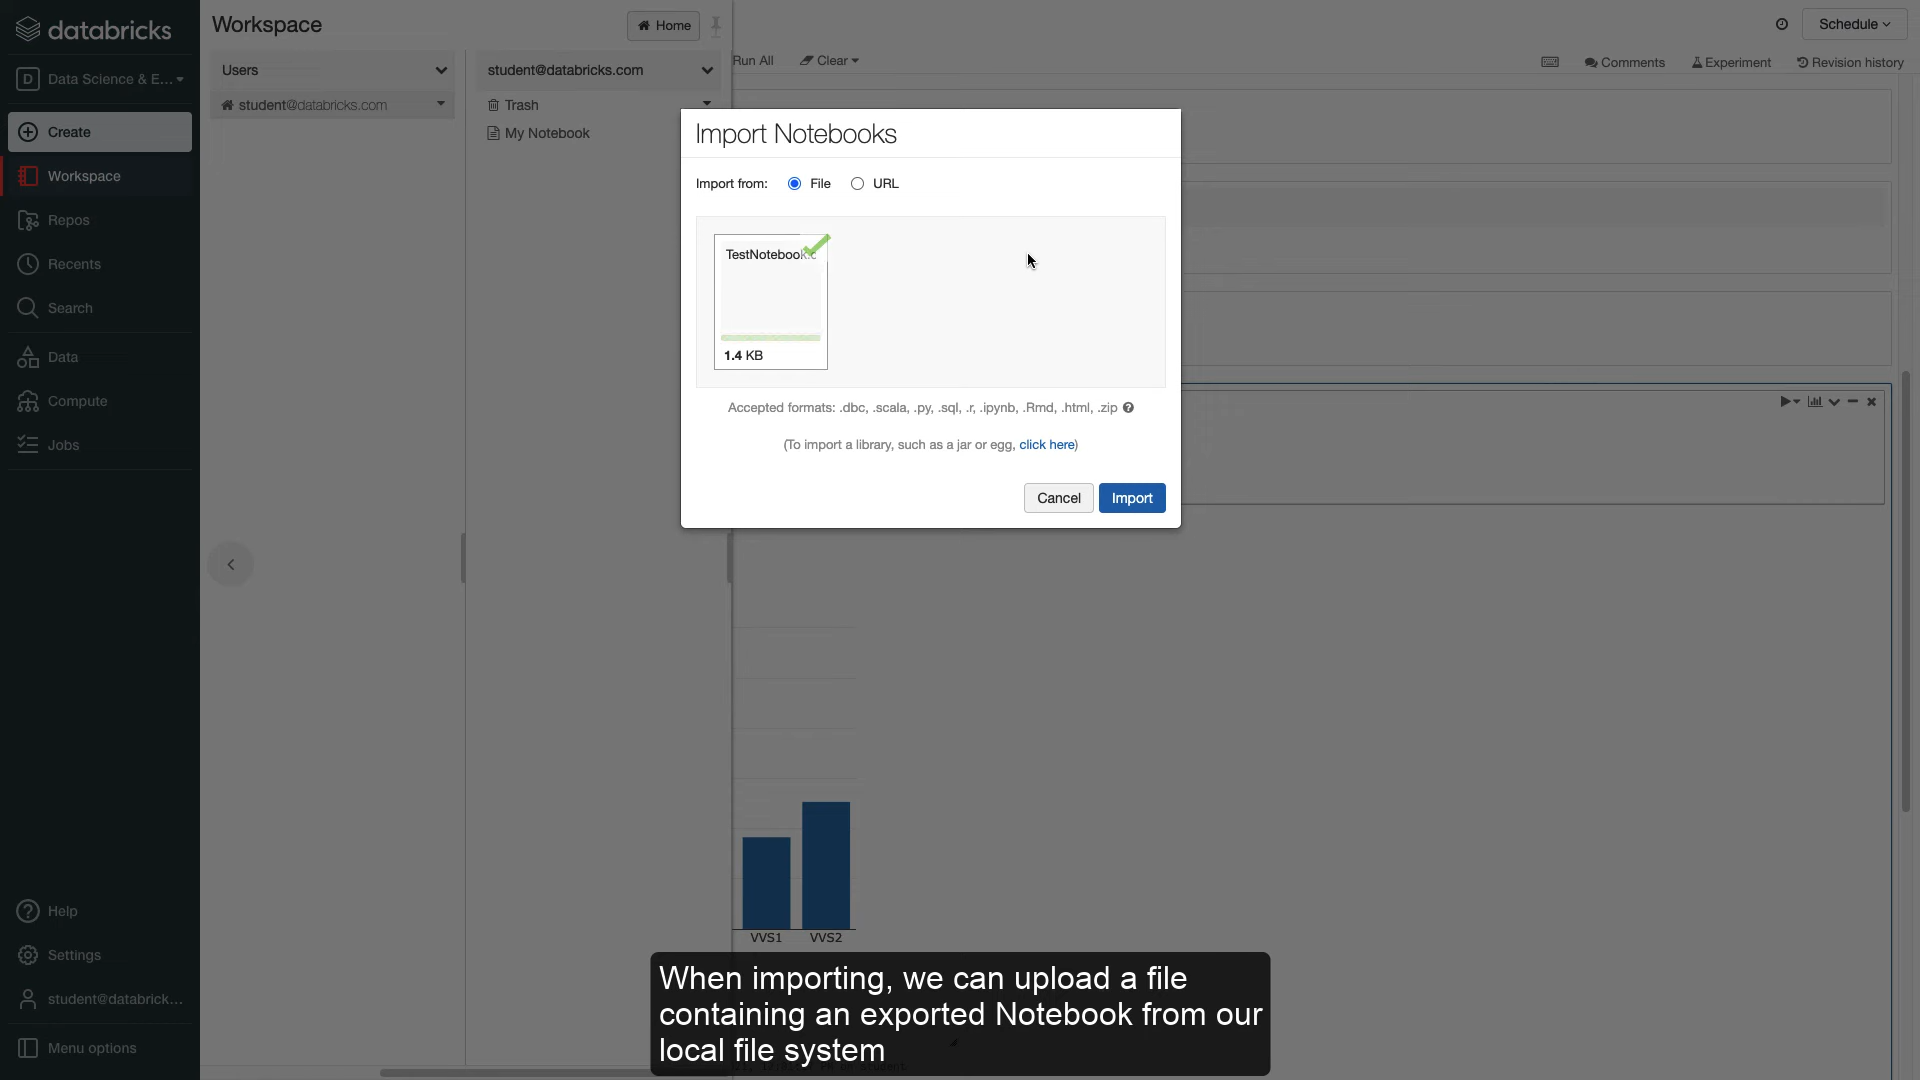 databricks
Data Science & E...
Create
Workspace
Repos
Recents
Search
Data
Compute
Jobs
Help
Settings
student@databrick...
Menu options
Workspace
Home
Users
student@databricks.com
student@databricks.com
Trash
My Notebook
Run All
Clear
Schedule
Comments
Experiment
Revision history
Import Notebooks
Import from:
File
URL
TestNotebook.c
1.4 KB
Accepted formats: .dbc, .scala, .py, .sql, .r, .ipynb, .Rmd, .html, .zip
(To import a library, such as a jar or egg, click here)
Cancel
Import
VVS1
VVS2
When importing, we can upload a file
containing an exported Notebook from our
local file system